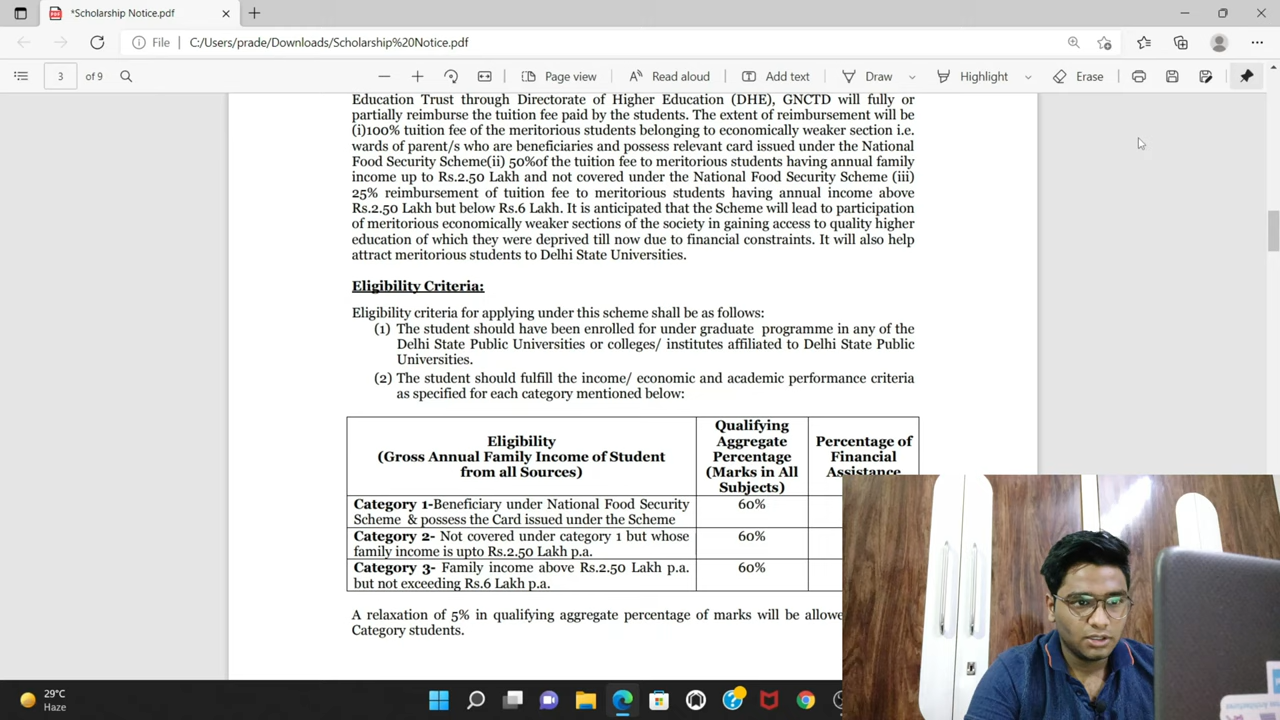 *Scholarship Notice.pdf
File C:/Users/prade/Downloads/Scholarship%20Notice.pdf
3 of 9 Page view Read aloud Add text Draw Highlight Erase
Education Trust through Directorate of Higher Education (DHE), GNCTD will fully or
partially reimburse the tuition fee paid by the students. The extent of reimbursement will be
(i)100% tuition fee of the meritorious students belonging to economically weaker section i.e.
wards of parent/s who are beneficiaries and possess relevant card issued under the National
Food Security Scheme(ii) 50%of the tuition fee to meritorious students having annual family
income up to Rs.2.50 Lakh and not covered under the National Food Security Scheme (iii)
25% reimbursement of tuition fee to meritorious students having annual income above
Rs.2.50 Lakh but below Rs.6 Lakh. It is anticipated that the Scheme will lead to participation
of meritorious economically weaker sections of the society in gaining access to quality higher
education of which they were deprived till now due to financial constraints. It will also help
attract meritorious students to Delhi State Universities.
Eligibility Criteria:
Eligibility criteria for applying under this scheme shall be as follows:
(1) The student should have been enrolled for under graduate programme in any of the
Delhi State Public Universities or colleges/ institutes affiliated to Delhi State Public
Universities.
(2) The student should fulfill the income/ economic and academic performance criteria
as specified for each category mentioned below:
Eligibility
(Gross Annual Family Income of Student
from all Sources)
Qualifying
Aggregate
Percentage
(Marks in All
Subjects)
Percentage of
Financial
Assistance
Category 1-Beneficiary under National Food Security
Scheme & possess the Card issued under the Scheme
60%
Category 2- Not covered under category 1 but whose
family income is upto Rs.2.50 Lakh p.a.
60%
Category 3- Family income above Rs.2.50 Lakh p.a.
but not exceeding Rs.6 Lakh p.a.
60%
A relaxation of 5% in qualifying aggregate percentage of marks will be allowe
Category students.
29°C
Haze